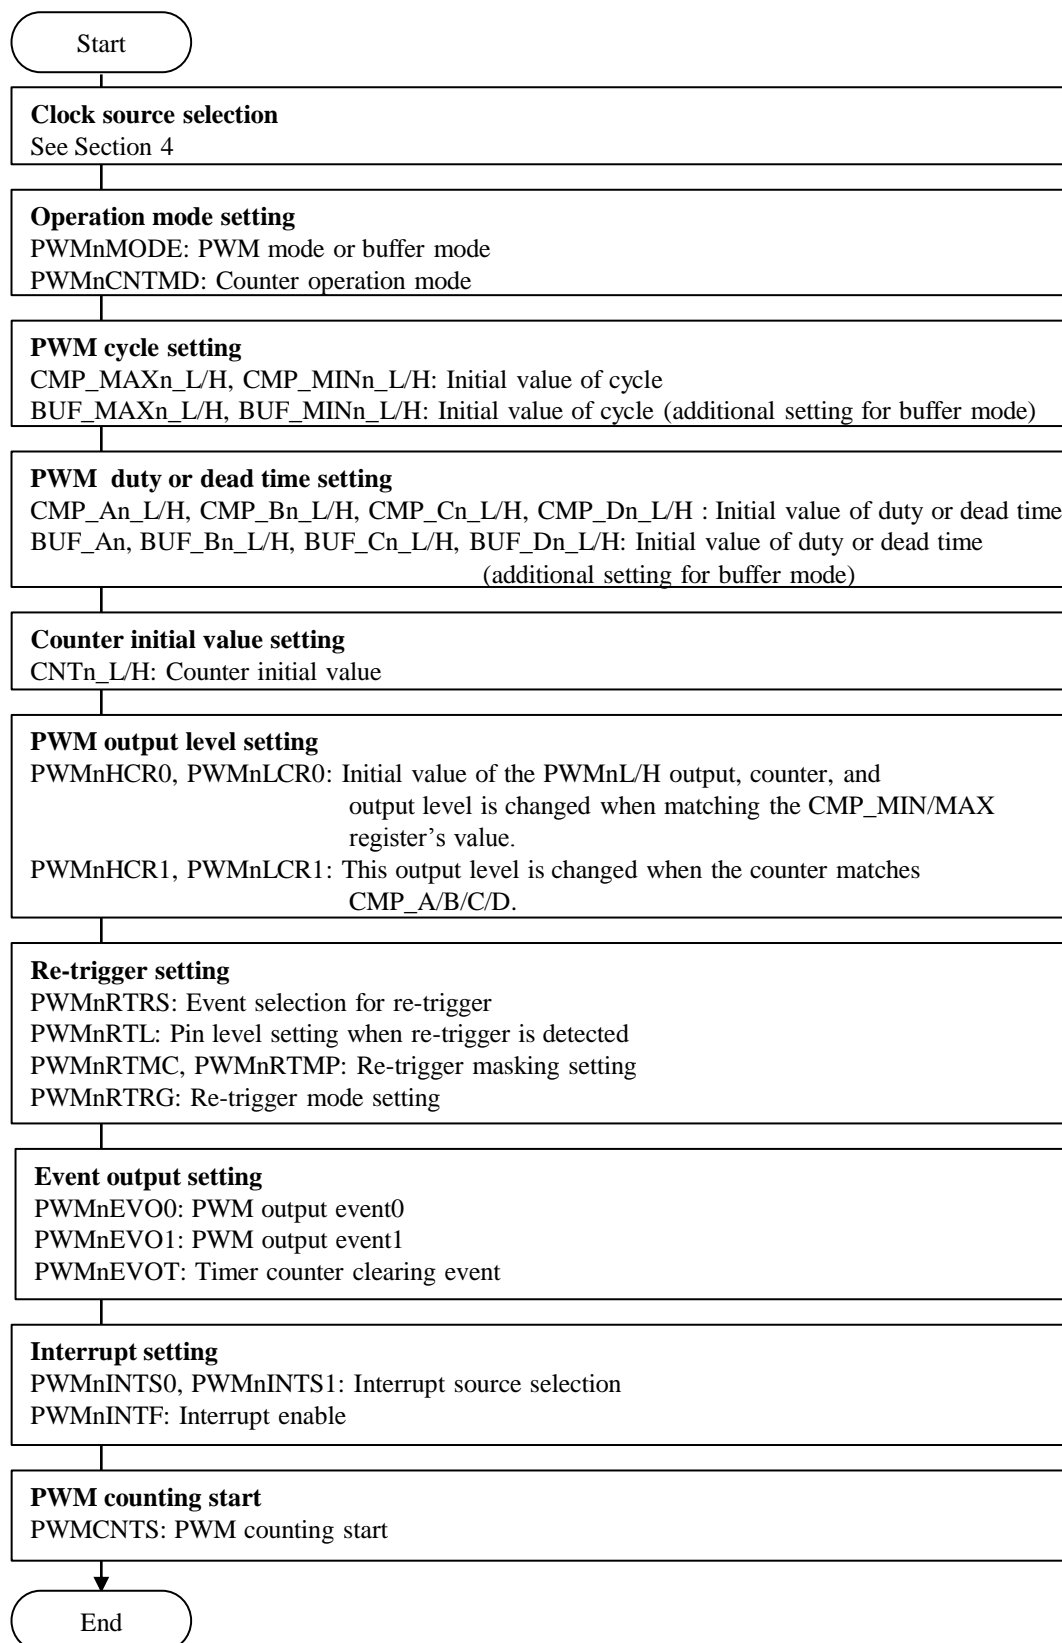 Start
Clock source selection
See Section 4
Operation mode setting
PWMnMODE: PWM mode or buffer mode
PWMnCNTMD: Counter operation mode
PWM cycle setting
CMP_MAXn_L/H, CMP_MINn_L/H: Initial value of cycle
BUF_MAXn_L/H, BUF_MINn_L/H: Initial value of cycle (additional setting for buffer mode)
PWM duty or dead time setting
CMP_An_L/H, CMP_Bn_L/H, CMP_Cn_L/H, CMP_Dn_L/H : Initial value of duty or dead time
BUF_An, BUF_Bn_L/H, BUF_Cn_L/H, BUF_Dn_L/H: Initial value of duty or dead time
(additional setting for buffer mode)
Counter initial value setting
CNTn_L/H: Counter initial value
PWM output level setting
PWMnHCR0, PWMnLCR0: Initial value of the PWMnL/H output, counter, and
output level is changed when matching the CMP_MIN/MAX
register’s value.
PWMnHCR1, PWMnLCR1: This output level is changed when the counter matches
CMP_A/B/C/D.
Re-trigger setting
PWMnRTRS: Event selection for re-trigger
PWMnRTL: Pin level setting when re-trigger is detected
PWMnRTMC, PWMnRTMP: Re-trigger masking setting
PWMnRTRG: Re-trigger mode setting
Event output setting
PWMnEVO0: PWM output event0
PWMnEVO1: PWM output event1
PWMnEVOT: Timer counter clearing event
Interrupt setting
PWMnINTS0, PWMnINTS1: Interrupt source selection
PWMnINTF: Interrupt enable
PWM counting start
PWMCNTS: PWM counting start
End